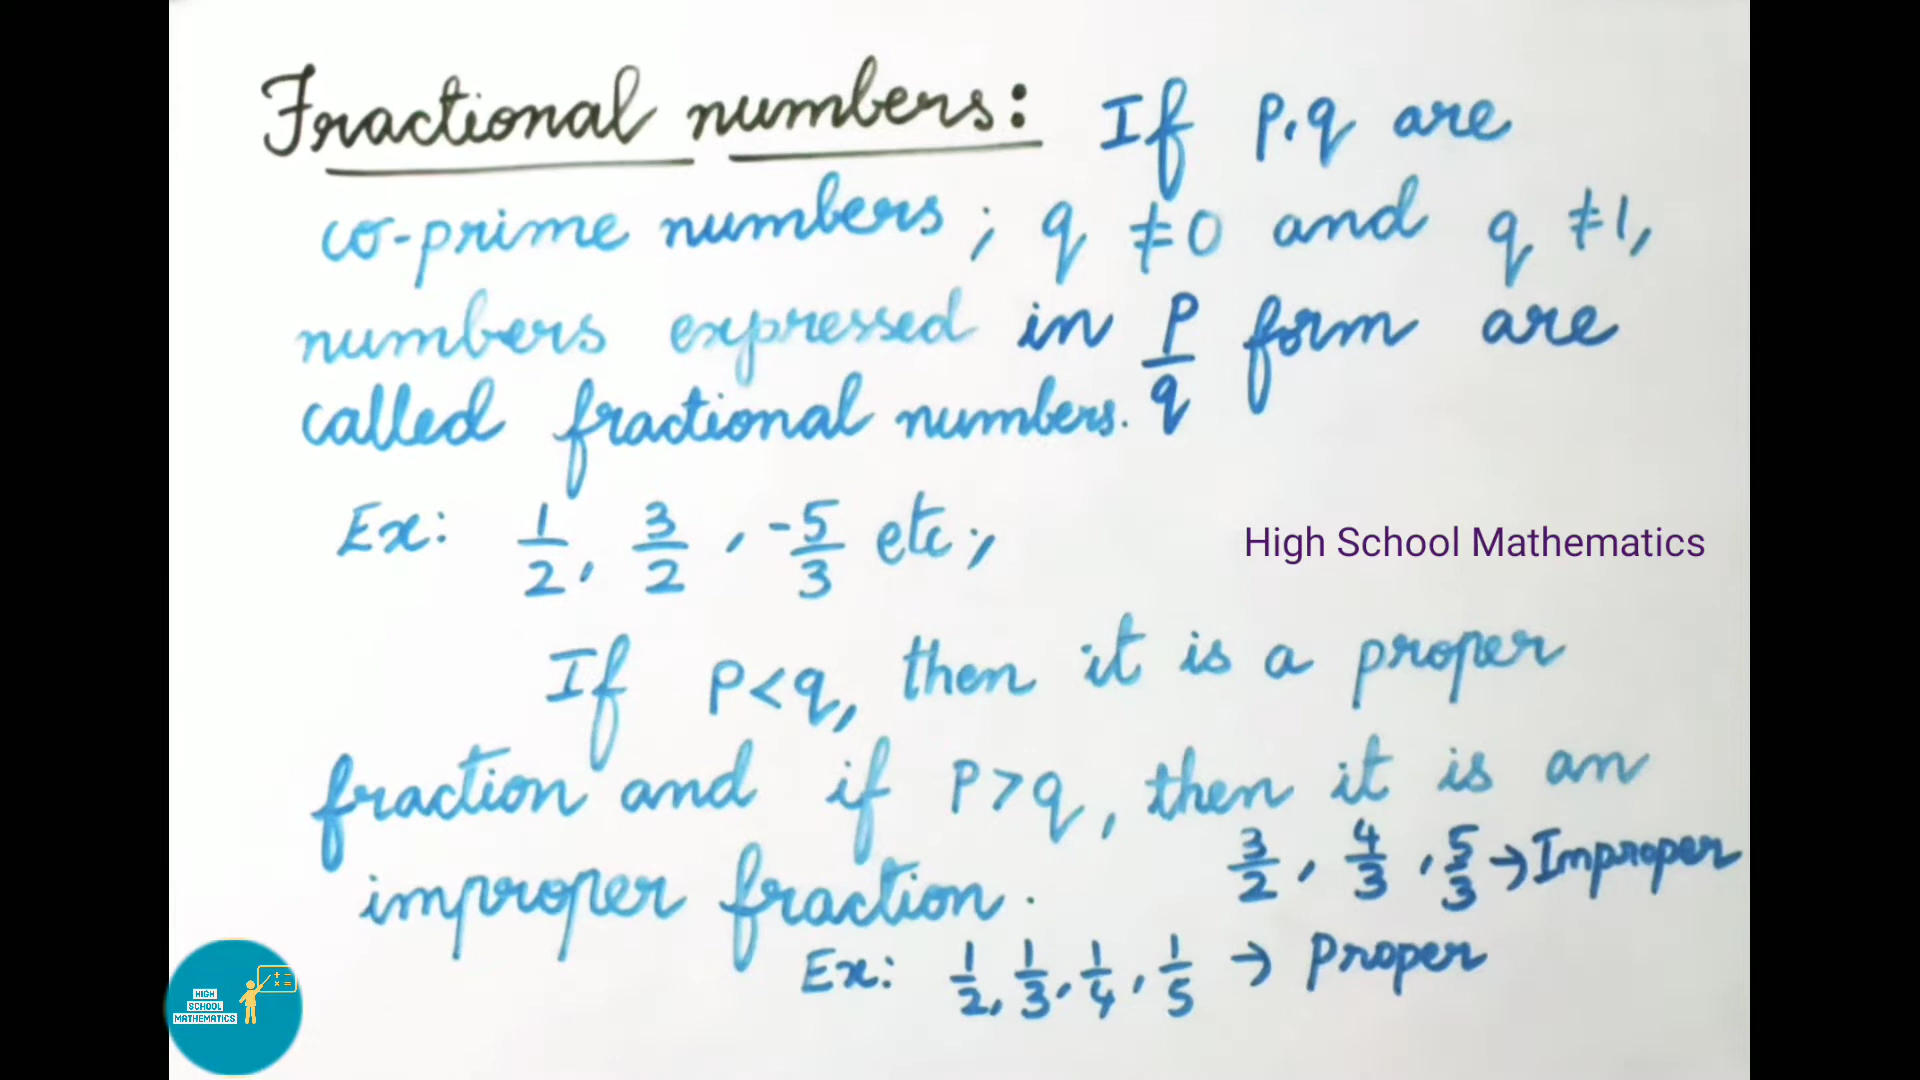 Fractional numbers: If p,q are
co-prime numbers; q ≠ 0 and q ≠ 1,
numbers expressed in p/q form are
called fractional numbers.
Ex: 1/2, 3/2, -5/3 etc.,
High School Mathematics
If p<q, then it is a proper
fraction and if p>q, then it is an
improper fraction.
3/2, 4/3, 5/3 → Improper
Ex: 1/2, 1/3, 1/4, 1/5 → Proper
HIGH
SCHOOL
MATHEMATICS